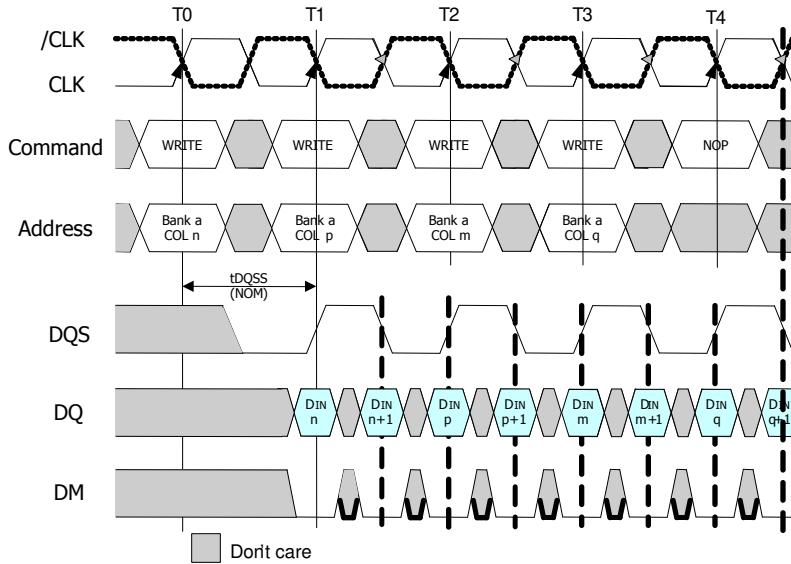 T0 T1 T2 T3 T4
/CLK
CLK
Command WRITE WRITE WRITE WRITE NOP
Address
Bank a Bank a Bank a Bank a
COL n COL p COL m COL q
tDQSS
(NOM)
DQS
DQ
DIN DIN DIN DIN DIN DIN DIN DIN
n n+1 p p+1 m m+1 q q+1
DM
Don't care